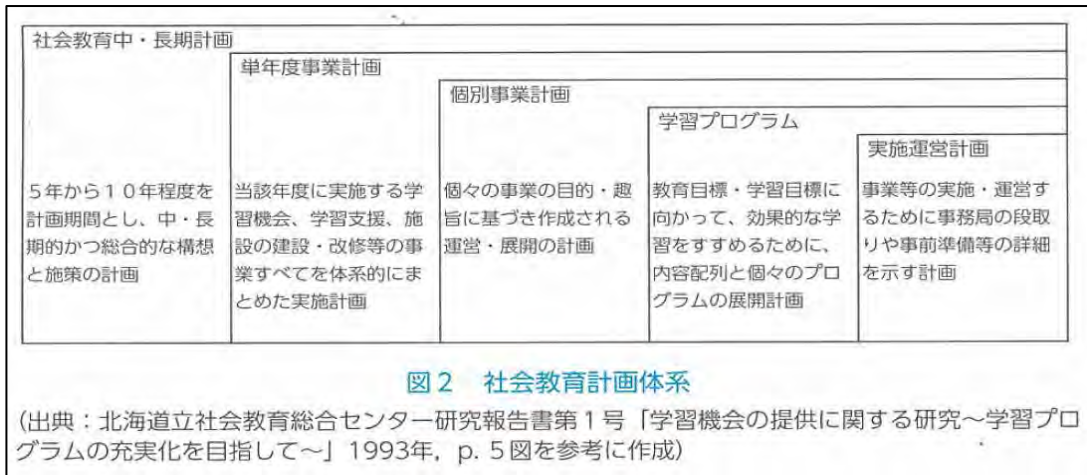 社会教育中・長期計画
単年度事業計画
個別事業計画
学習プログラム
実施運営計画
5年から10年程度を
計画期間とし、中・長
期的かつ総合的な構想
と施策の計画
当該年度に実施する学
習機会、学習支援、施
設の建設・改修等の事
業すべてを体系的にま
とめた実施計画
個々の事業の目的・趣
旨に基づき作成される
運営・展開の計画
教育目標・学習目標に
向かって、効果的な学
習をすすめるために、
内容配列と個々のプロ
グラムの展開計画
事業等の実施・運営す
るために事務局の段取
りや事前準備等の詳細
を示す計画
図2 社会教育計画体系
(出典:北海道立社会教育総合センター研究報告書第1号「学習機会の提供に関する研究~学習プロ
グラムの充実化を目指して~」1993年, p. 5図を参考に作成)